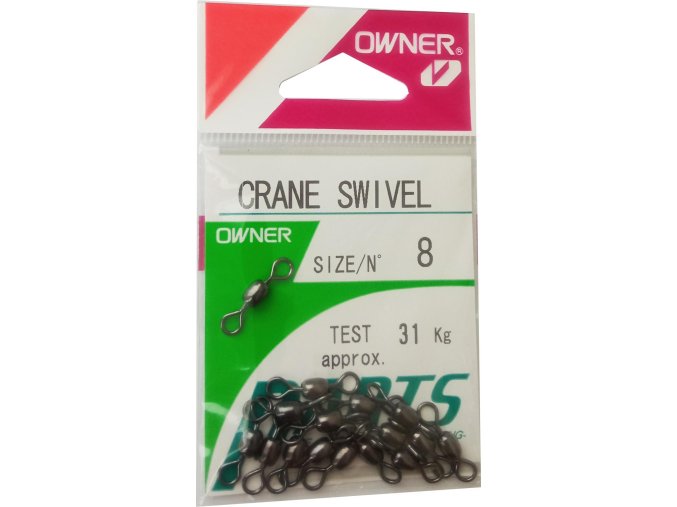 OWNER®
CRANE SWIVEL
OWNER
SIZE/N° 8
TEST 31 Kg
approx.